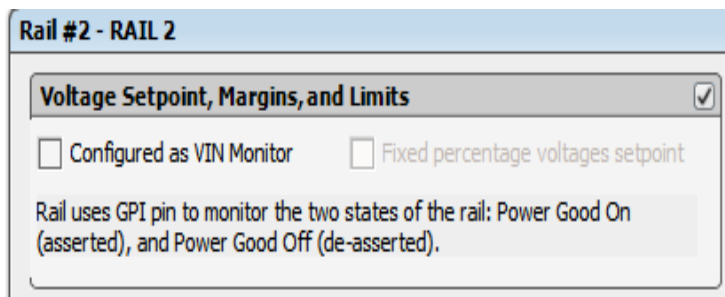 Rail #2 - RAIL 2
Voltage Setpoint, Margins, and Limits
Configured as VIN Monitor
Fixed percentage voltages setpoint
Rail uses GPI pin to monitor the two states of the rail: Power Good On
(asserted), and Power Good Off (de-asserted).